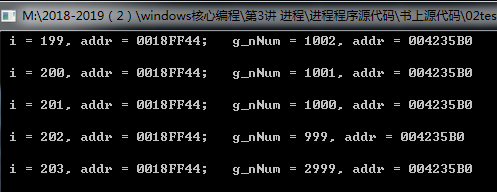 M:\2018-2019（2）\windows核心编程\第3讲 进程\进程程序源代码\书上源代码\02tes
i = 199, addr = 0018FF44;   g_nNum = 1002, addr = 004235B0
i = 200, addr = 0018FF44;   g_nNum = 1001, addr = 004235B0
i = 201, addr = 0018FF44;   g_nNum = 1000, addr = 004235B0
i = 202, addr = 0018FF44;   g_nNum = 999, addr = 004235B0
i = 203, addr = 0018FF44;   g_nNum = 2999, addr = 004235B0